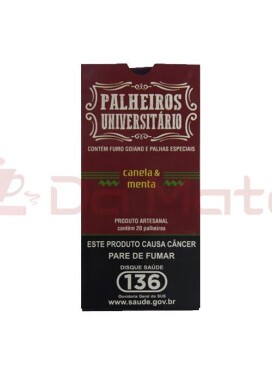 PALHEIROS
UNIVERSITÁRIO
CONTÉM FUMO GOIANO E PALHAS ESPECIAIS
canela &
menta
PRODUTO ARTESANAL
contém 20 palheiros
ESTE PRODUTO CAUSA CÂNCER
PARE DE FUMAR
DISQUE SAÚDE
136
Ouvidoria Geral do SUS
www.saude.gov.br